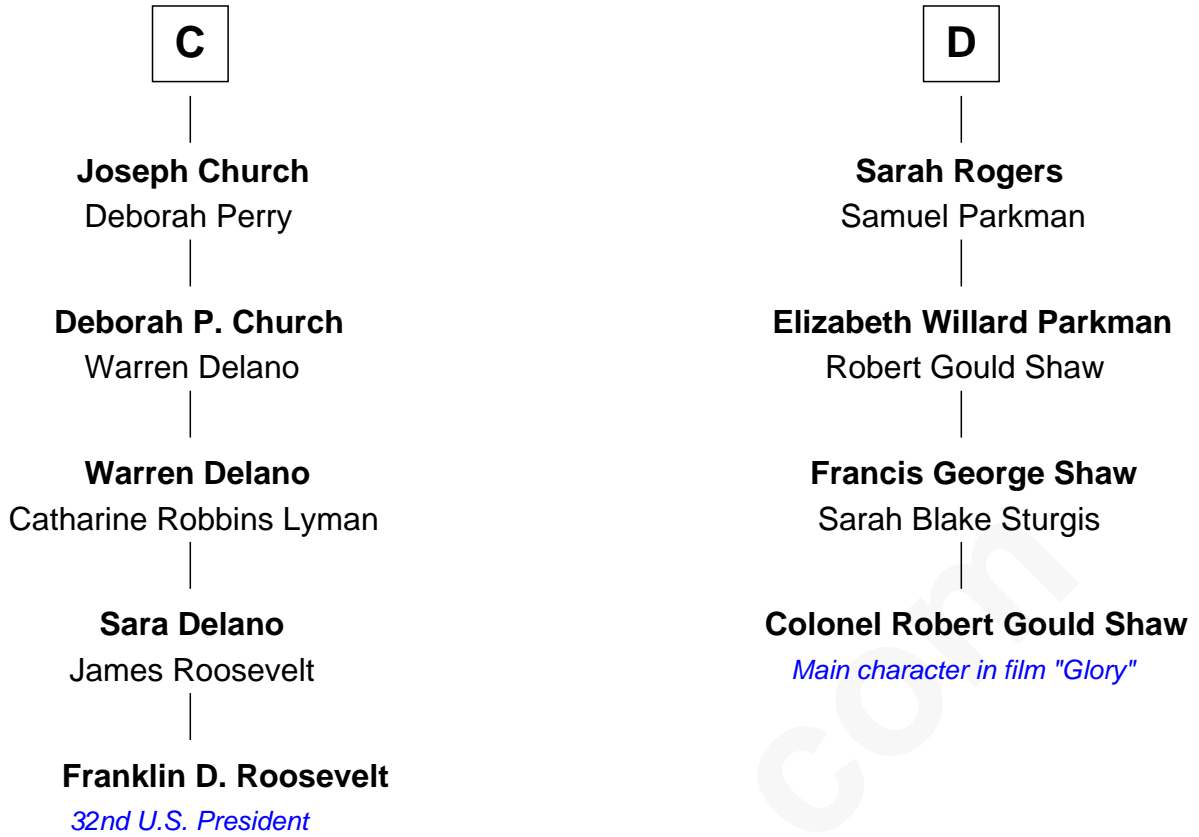 C
Joseph Church
Deborah Perry
Deborah P. Church
Warren Delano
Warren Delano
Catharine Robbins Lyman
Sara Delano
James Roosevelt
Franklin D. Roosevelt
32nd U.S. President
D
Sarah Rogers
Samuel Parkman
Elizabeth Willard Parkman
Robert Gould Shaw
Francis George Shaw
Sarah Blake Sturgis
Colonel Robert Gould Shaw
Main character in film "Glory"
com